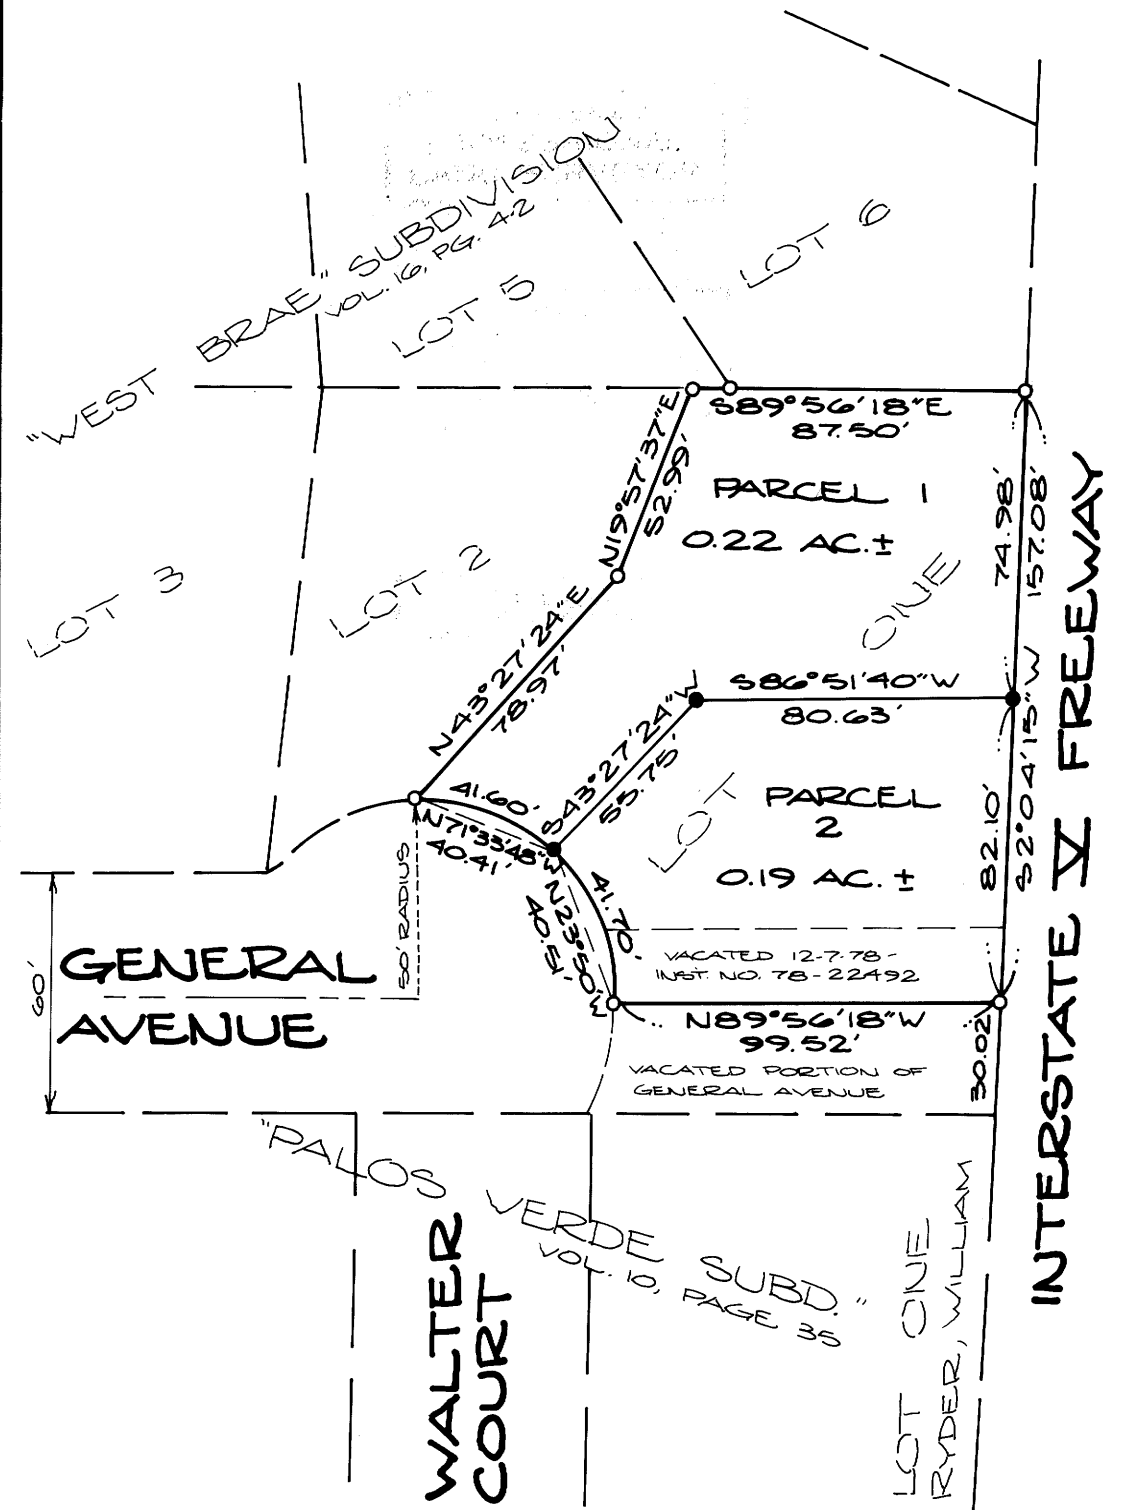 "WEST BRAE" SUBDIVISION
VOL. 16, PG. 42
LOT 5
LOT 6
S89°56'18"E
87.50'
N19°57'37"E
52.99'
PARCEL 1
0.22 AC.±
74.98'
157.08'
LOT 3
LOT 2
N43°27'24"E
78.97'
LOT ONE
S86°51'40"W
80.63'
S43°27'24"W
55.75'
S2°04'15"W
82.10'
INTERSTATE V FREEWAY
41.60'
N71°33'48"W
40.41'
PARCEL
2
0.19 AC. ±
41.70'
N23°50'W
40.51'
50' RADIUS
60'
GENERAL
AVENUE
VACATED 12-7-78-
INST. NO. 78-22492
N89°56'18"W
99.52'
30.02
VACATED PORTION OF
GENERAL AVENUE
"PALOS VERDE SUBD."
VOL. 10, PAGE 35
WALTER
COURT
LOT ONE
RYDER, WILLIAM